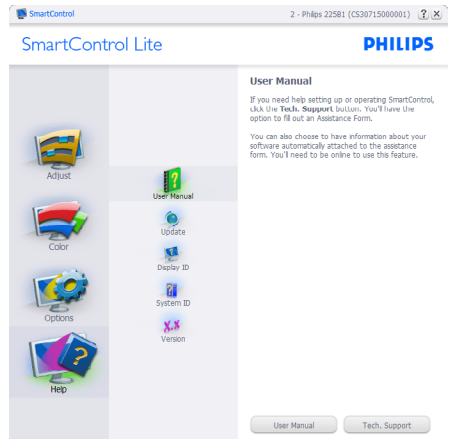 SmartControl
2 - Philips 225B1 (CS30715000001)
? X
SmartControl Lite
PHILIPS
Adjust
Color
Options
Help
User Manual
Update
Display ID
System ID
X.X
Version
User Manual
If you need help setting up or operating SmartControl,
click the Tech. Support button. You'll have the
option to fill out an Assistance Form.
You can also choose to have information about your
software automatically attached to the assistance
form. You'll need to be online to use this feature.
User Manual
Tech. Support